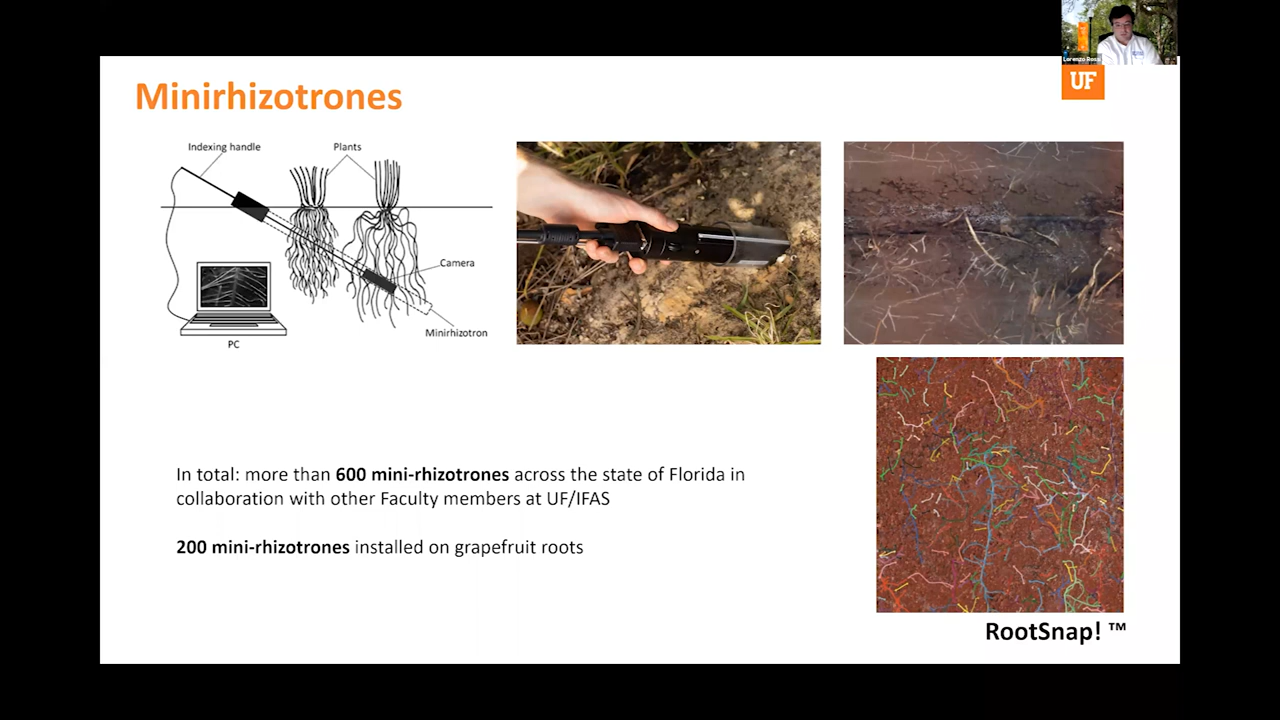 Lorenzo Rossi
UF
Minirhizotrones
Indexing handle
Plants
Camera
Minirhizotron
PC
In total: more than 600 mini-rhizotrones across the state of Florida in
collaboration with other Faculty members at UF/IFAS
200 mini-rhizotrones installed on grapefruit roots
RootSnap! ™